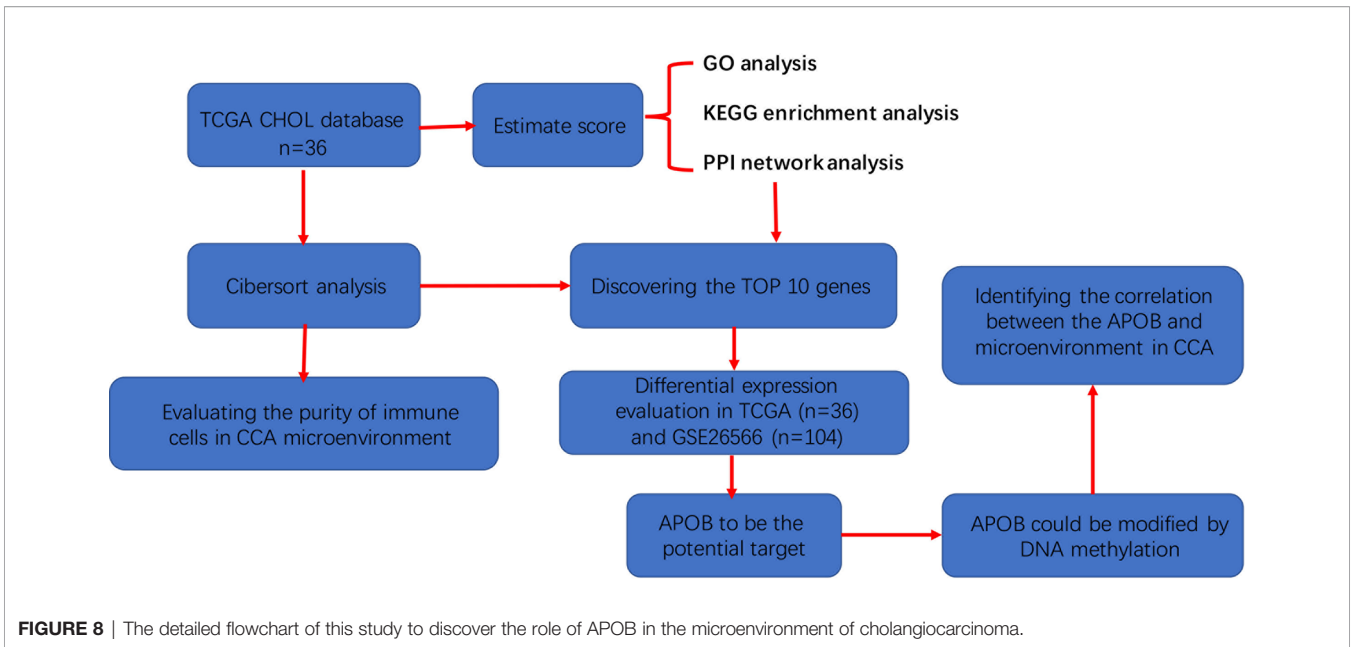 GO analysis
KEGG enrichment analysis
PPI network analysis
TCGA CHOL database
n=36
Estimate score
Cibersort analysis
Discovering the TOP 10 genes
Identifying the correlation
between the APOB and
microenvironment in CCA
Evaluating the purity of immune
cells in CCA microenvironment
Differential expression
evaluation in TCGA (n=36)
and GSE26566 (n=104)
APOB to be the
potential target
APOB could be modified by
DNA methylation
FIGURE 8 | The detailed flowchart of this study to discover the role of APOB in the microenvironment of cholangiocarcinoma.